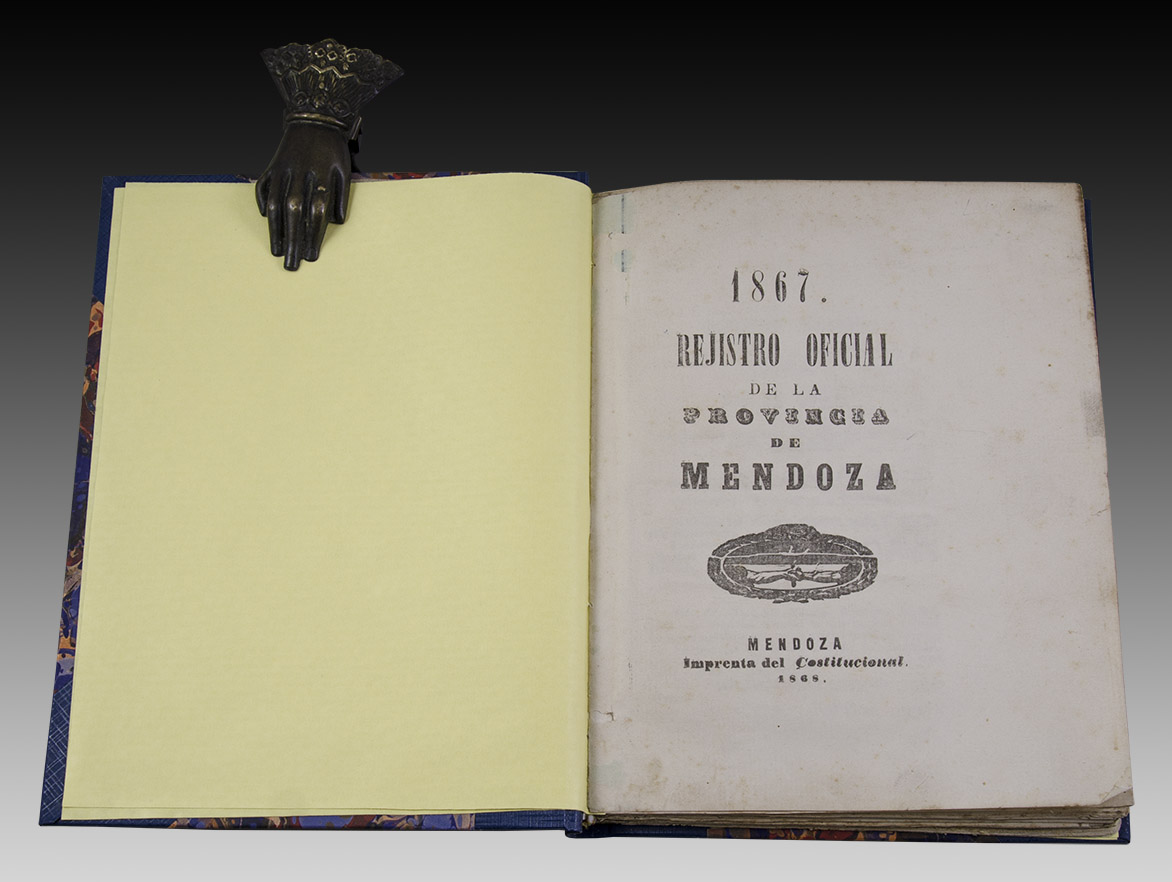 1867.
REJISTRO OFICIAL
DE LA
PROVINCIA
DE
MENDOZA
MENDOZA
Imprenta del Costitucional.
1868.